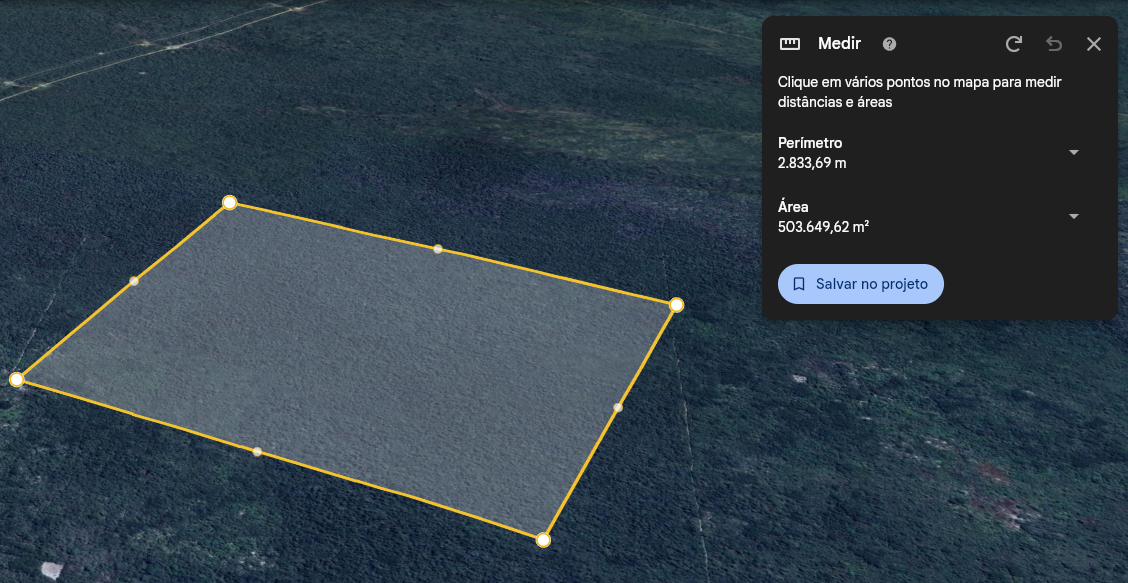 Medir
Clique em vários pontos no mapa para medir
distâncias e áreas
Perímetro
2.833,69 m
Área
503.649,62 m²
Salvar no projeto